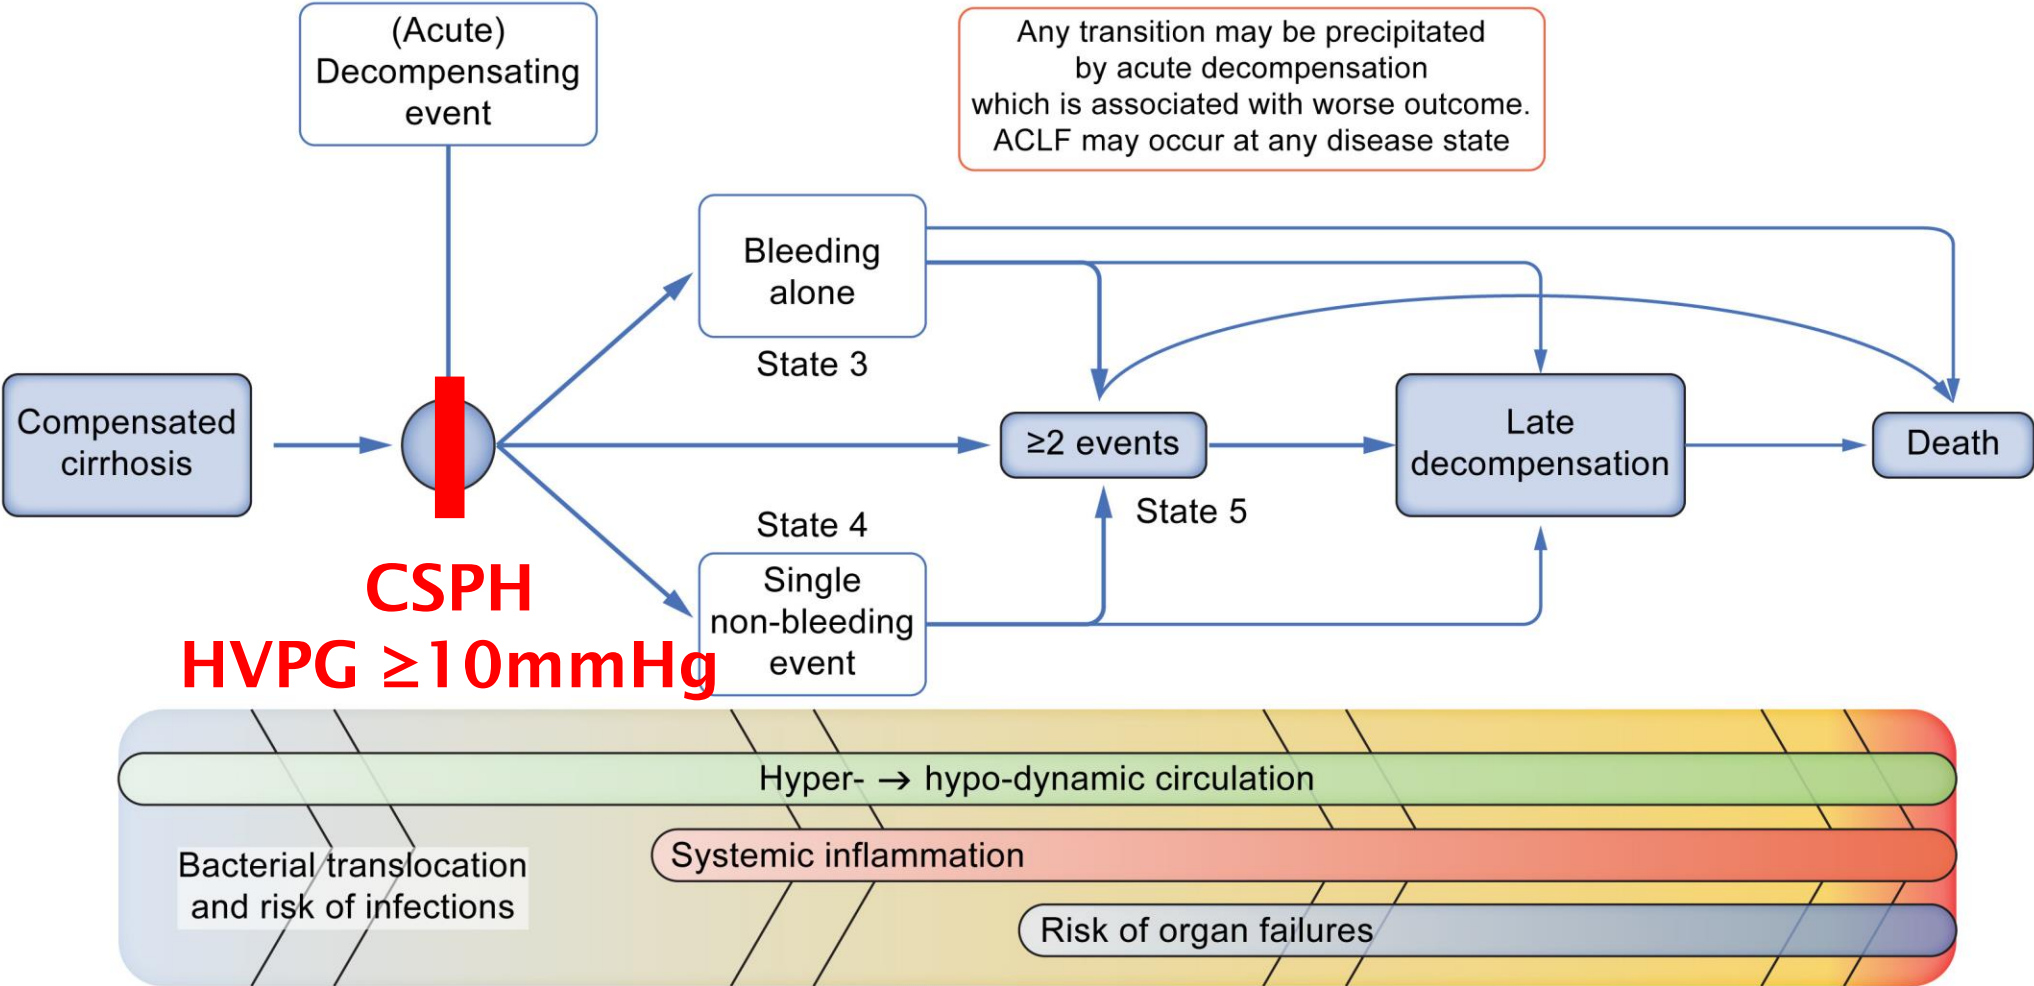 (Acute)
Decompensating
event
Any transition may be precipitated
by acute decompensation
which is associated with worse outcome.
ACLF may occur at any disease state
Bleeding
alone
State 3
Compensated
cirrhosis
≥2 events
State 5
Late
decompensation
Death
State 4
Single
non-bleeding
event
CSPH
HVPG ≥10mmHg
Hyper- → hypo-dynamic circulation
Bacterial translocation
and risk of infections
Systemic inflammation
Risk of organ failures